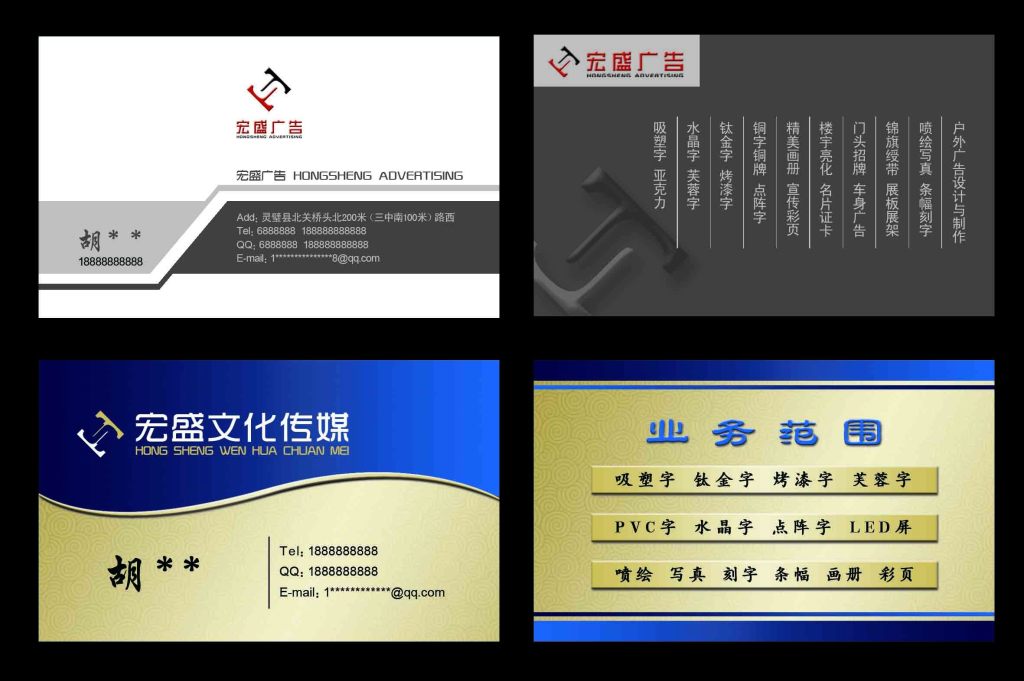 宏盛广告
HONGSHENG ADVERTISING
宏盛广告 HONGSHENG ADVERTISING
胡**
18888888888
Add: 灵璧县北关桥头北200米（三中南100米）路西
Tel: 6888888 18888888888
QQ: 6888888 18888888888
E-mail: 1***************8@qq.com
宏盛广告
HONGSHENG ADVERTISING
户外广告设计与制作
喷绘写真 条幅刻字
锦旗绶带 展板展架
门头招牌 车身广告
楼宇亮化 名片证卡
精美画册 宣传彩页
铜字铜牌 点阵字
钛金字 烤漆字
水晶字 芙蓉字
吸塑字 亚克力
宏盛文化传媒
HONG SHENG WEN HUA CHUAN MEI
胡**
Tel: 1888888888
QQ: 1888888888
E-mail: 1************@qq.com
业务范围
吸塑字 钛金字 烤漆字 芙蓉字
PVC字 水晶字 点阵字 LED屏
喷绘 写真 刻字 条幅 画册 彩页